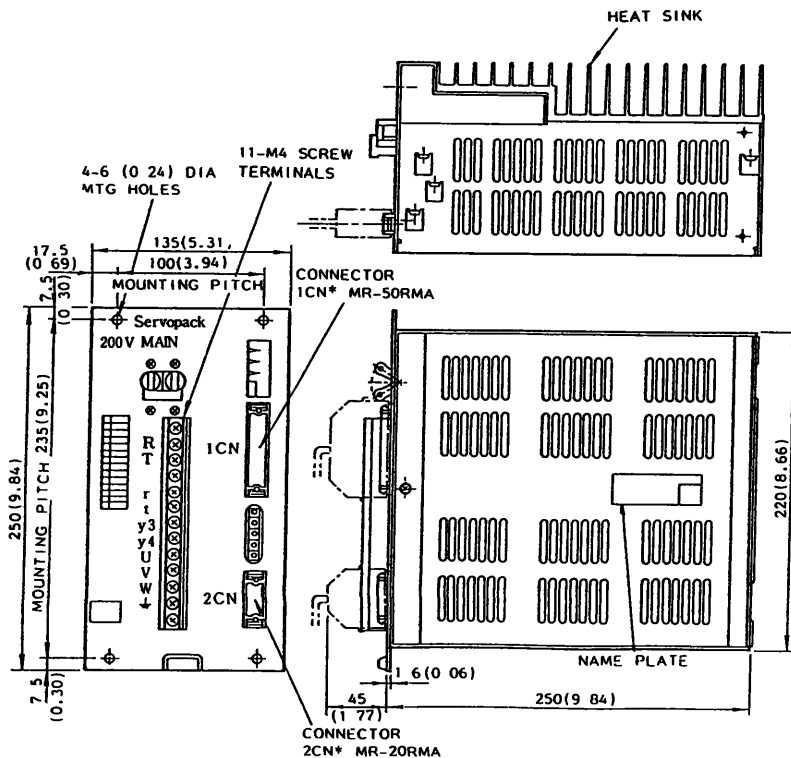 HEAT SINK
11-M4 SCREW
TERMINALS
4-6 (0 24) DIA
MTG HOLES
17.5
(0 69)
135(5.31,
100(3.94)
MOUNTING PITCH
7.5
(0 30)
CONNECTOR
1CN* MR-50RMA
Servopack
200V MAIN
1CN
R
T
r
t
y3
y4
U
V
W
2CN
250(9.84)
MOUNTING PITCH 235(9.25)
7.5
(0.30)
220(8.66)
NAME PLATE
1 6(0 06)
45
(1 77)
250(9 84)
CONNECTOR
2CN* MR-20RMA